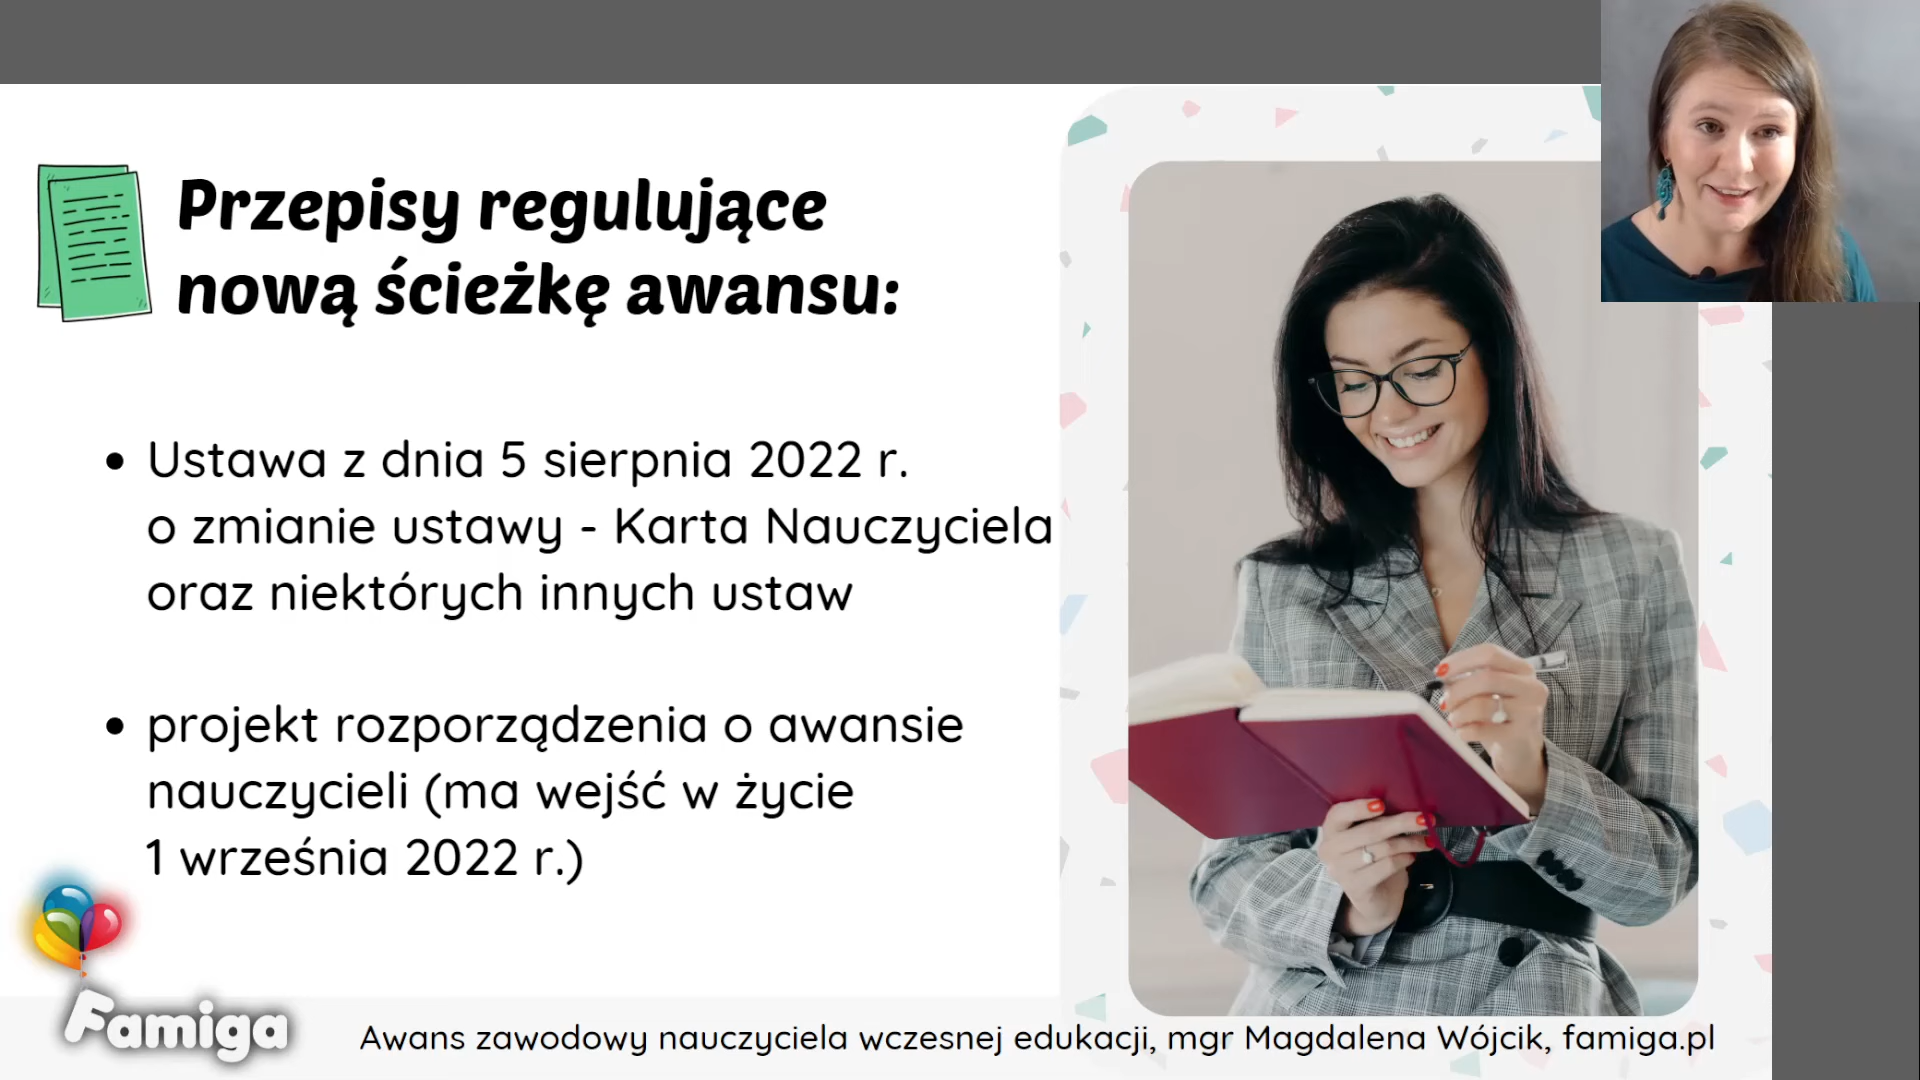 Przepisy regulujące
nową ścieżkę awansu:
Ustawa z dnia 5 sierpnia 2022 r.
o zmianie ustawy - Karta Nauczyciela
oraz niektórych innych ustaw
projekt rozporządzenia o awansie
nauczycieli (ma wejść w życie
1 września 2022 r.)
Famiga
Awans zawodowy nauczyciela wczesnej edukacji, mgr Magdalena Wójcik, famiga.pl